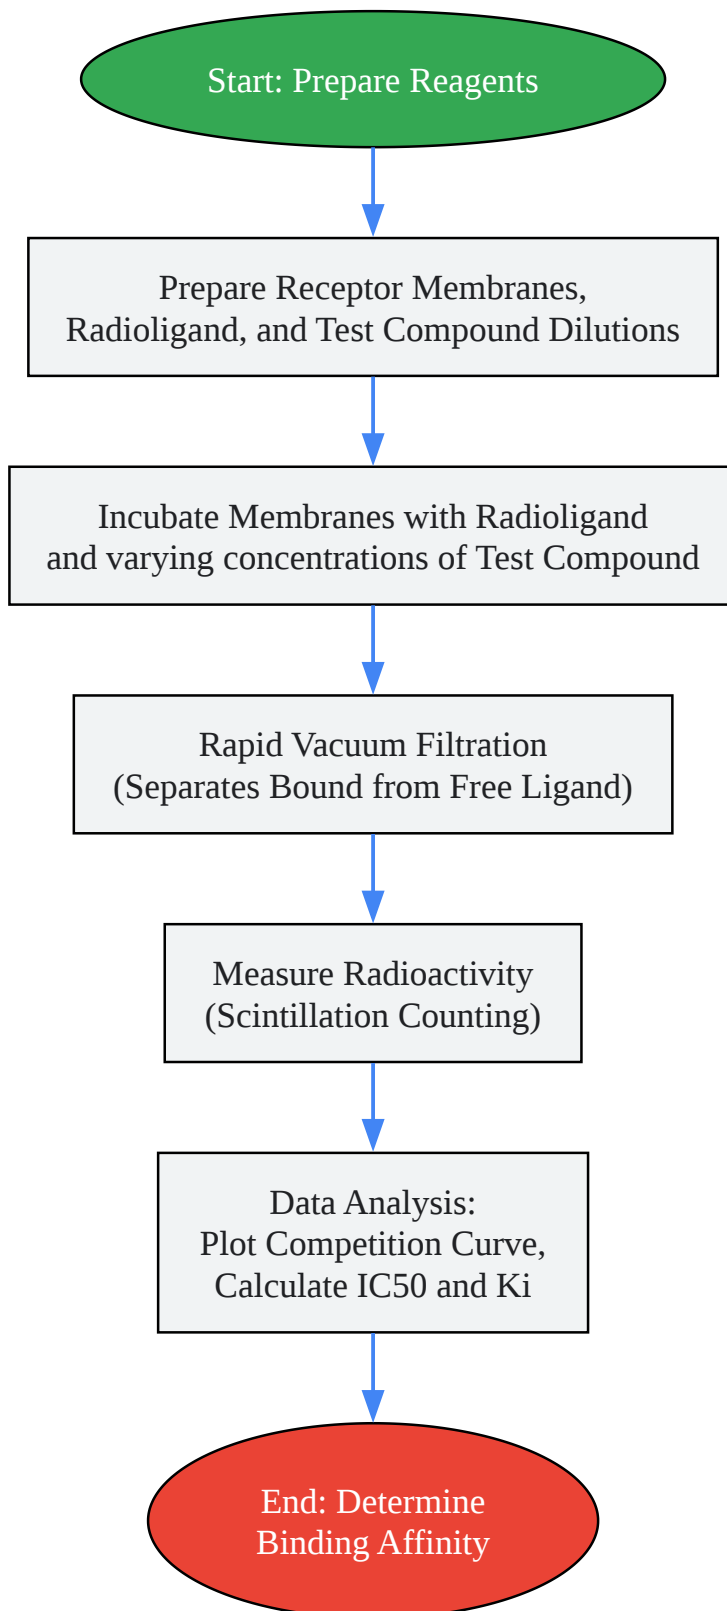 Start: Prepare Reagents
Prepare Receptor Membranes,
Radioligand, and Test Compound Dilutions
Incubate Membranes with Radioligand
and varying concentrations of Test Compound
Rapid Vacuum Filtration
(Separates Bound from Free Ligand)
Measure Radioactivity
(Scintillation Counting)
Data Analysis:
Plot Competition Curve,
Calculate IC50 and Ki
End: Determine
Binding Affinity